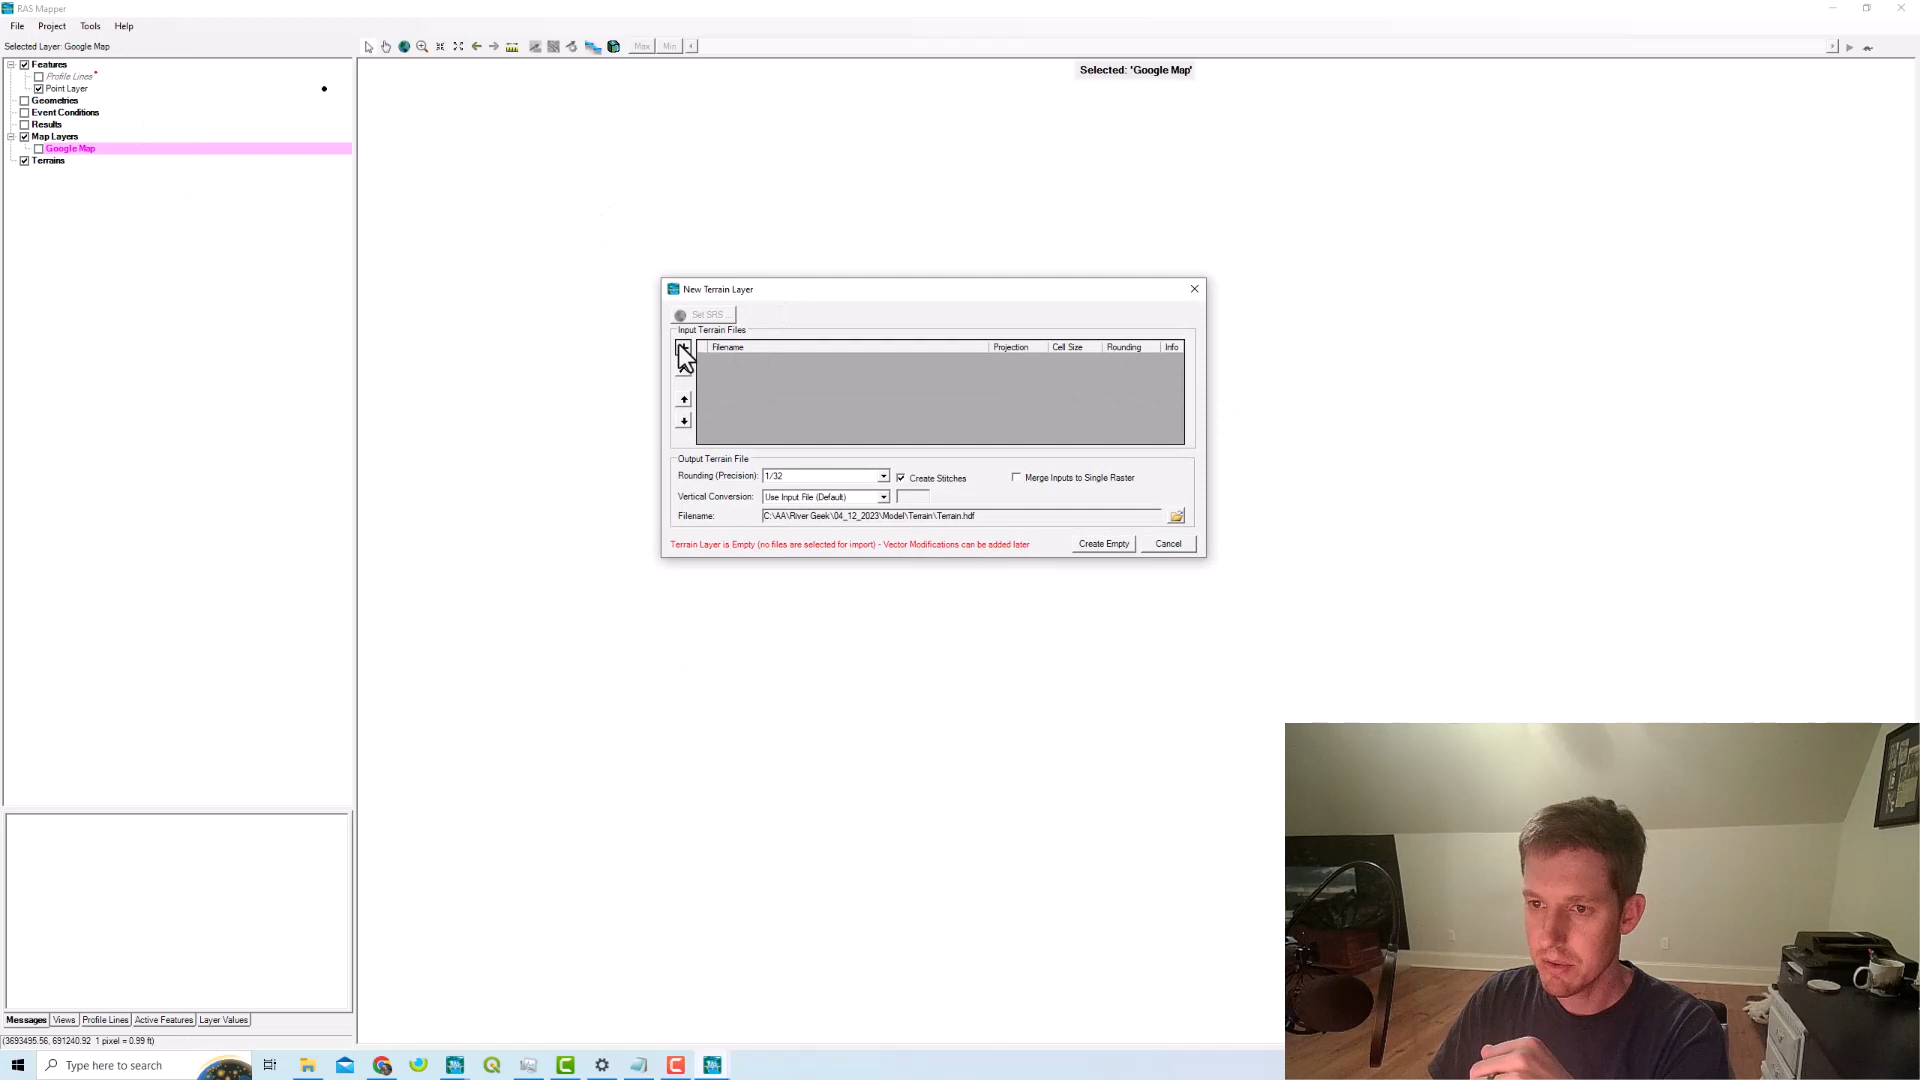 RAS Mapper
File Project Tools Help
Selected Layer: Google Map
Max Min
Features
Profile Lines *
Point Layer
Geometries
Event Conditions
Results
Map Layers
Google Map
Terrains
Selected: 'Google Map'
New Terrain Layer
Set SRS ...
Input Terrain Files
Filename Projection Cell Size Rounding Info
Output Terrain File
Rounding (Precision): 1/32 Create Stitches Merge Inputs to Single Raster
Vertical Conversion: Use Input File (Default)
Filename: C:\AA\River Geek\04_12_2023\Model\Terrain\Terrain.hdf
Terrain Layer is Empty (no files are selected for import) - Vector Modifications can be added later
Create Empty Cancel
Messages Views Profile Lines Active Features Layer Values
(3693495.56, 691240.92 1 pixel = 0.99 ft)
Type here to search